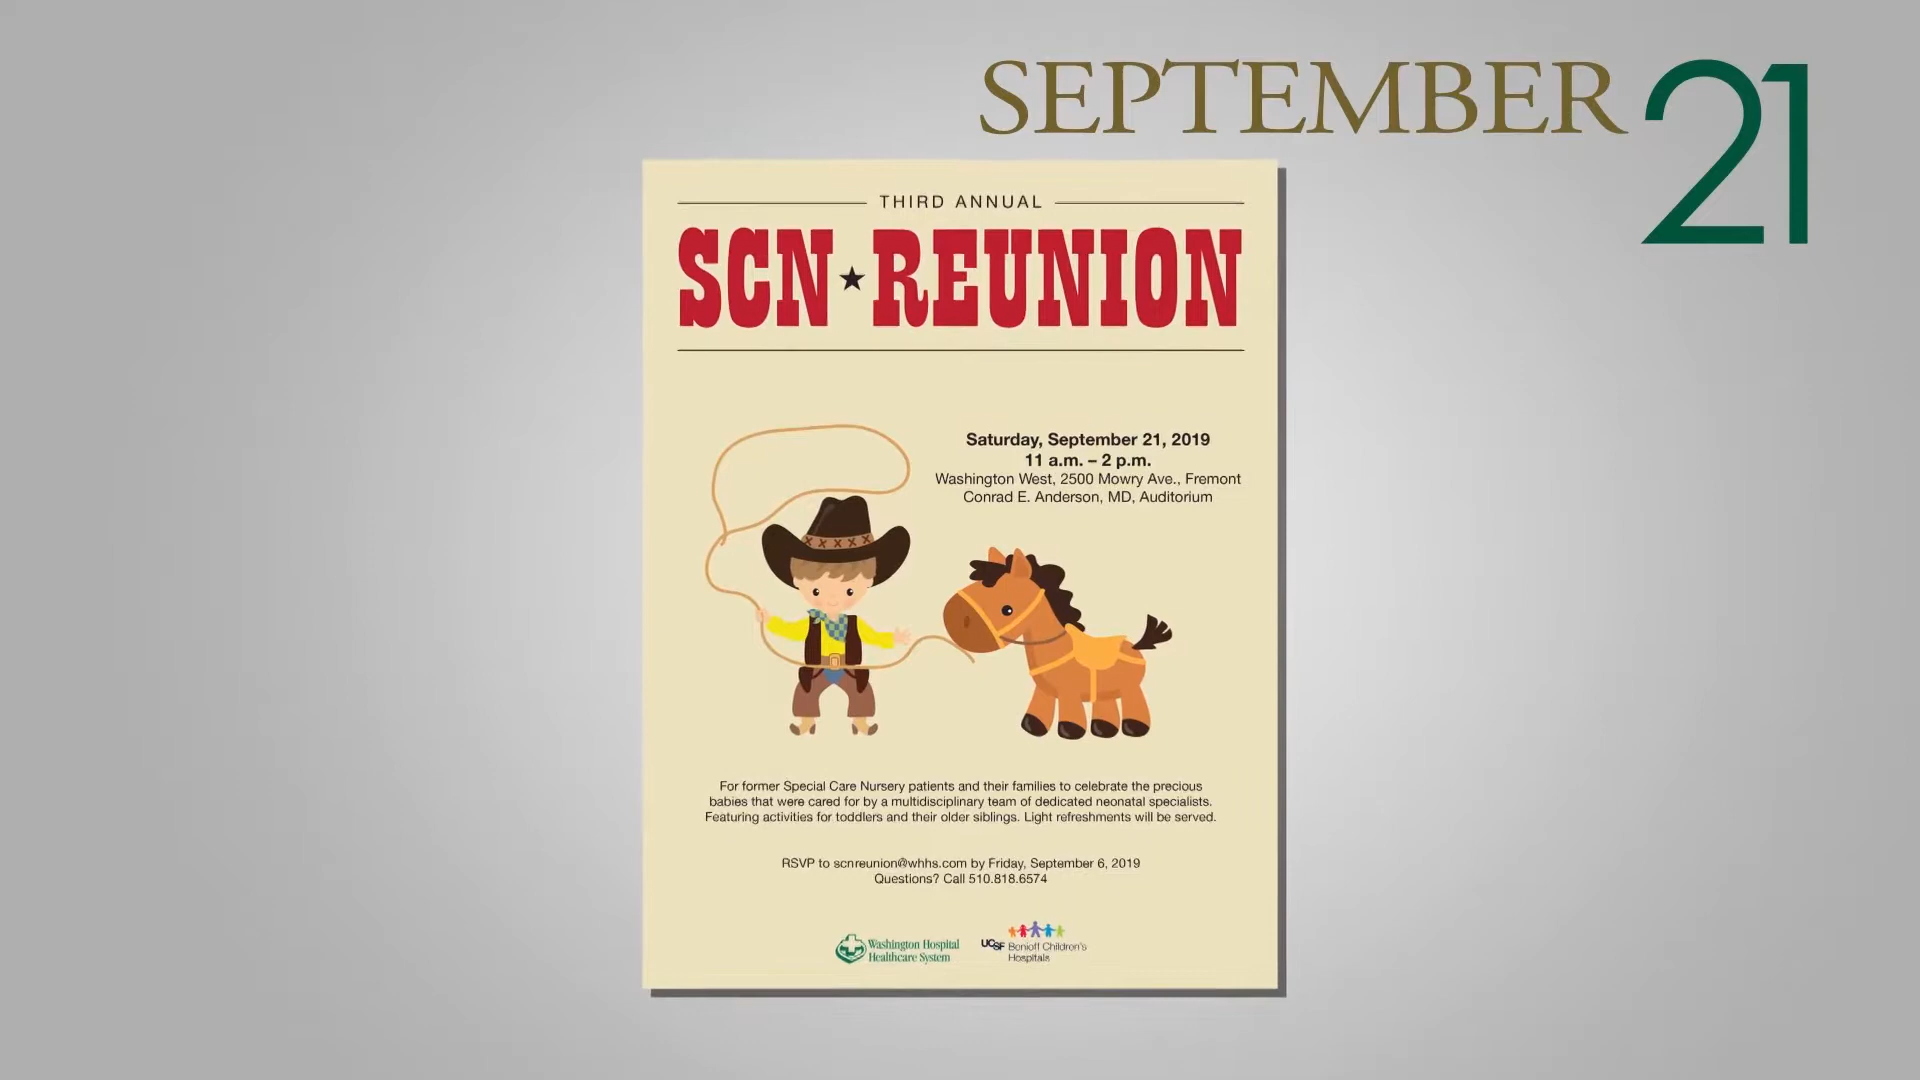 SEPTEMBER 21
THIRD ANNUAL
SCN★REUNION
Saturday, September 21, 2019
11 a.m. – 2 p.m.
Washington West, 2500 Mowry Ave., Fremont
Conrad E. Anderson, MD, Auditorium
For former Special Care Nursery patients and their families to celebrate the precious
babies that were cared for by a multidisciplinary team of dedicated neonatal specialists.
Featuring activities for toddlers and their older siblings. Light refreshments will be served.
RSVP to scnreunion@whhs.com by Friday, September 6, 2019
Questions? Call 510.818.6574
Washington Hospital
Healthcare System
UCSF Benioff Children's
Hospitals